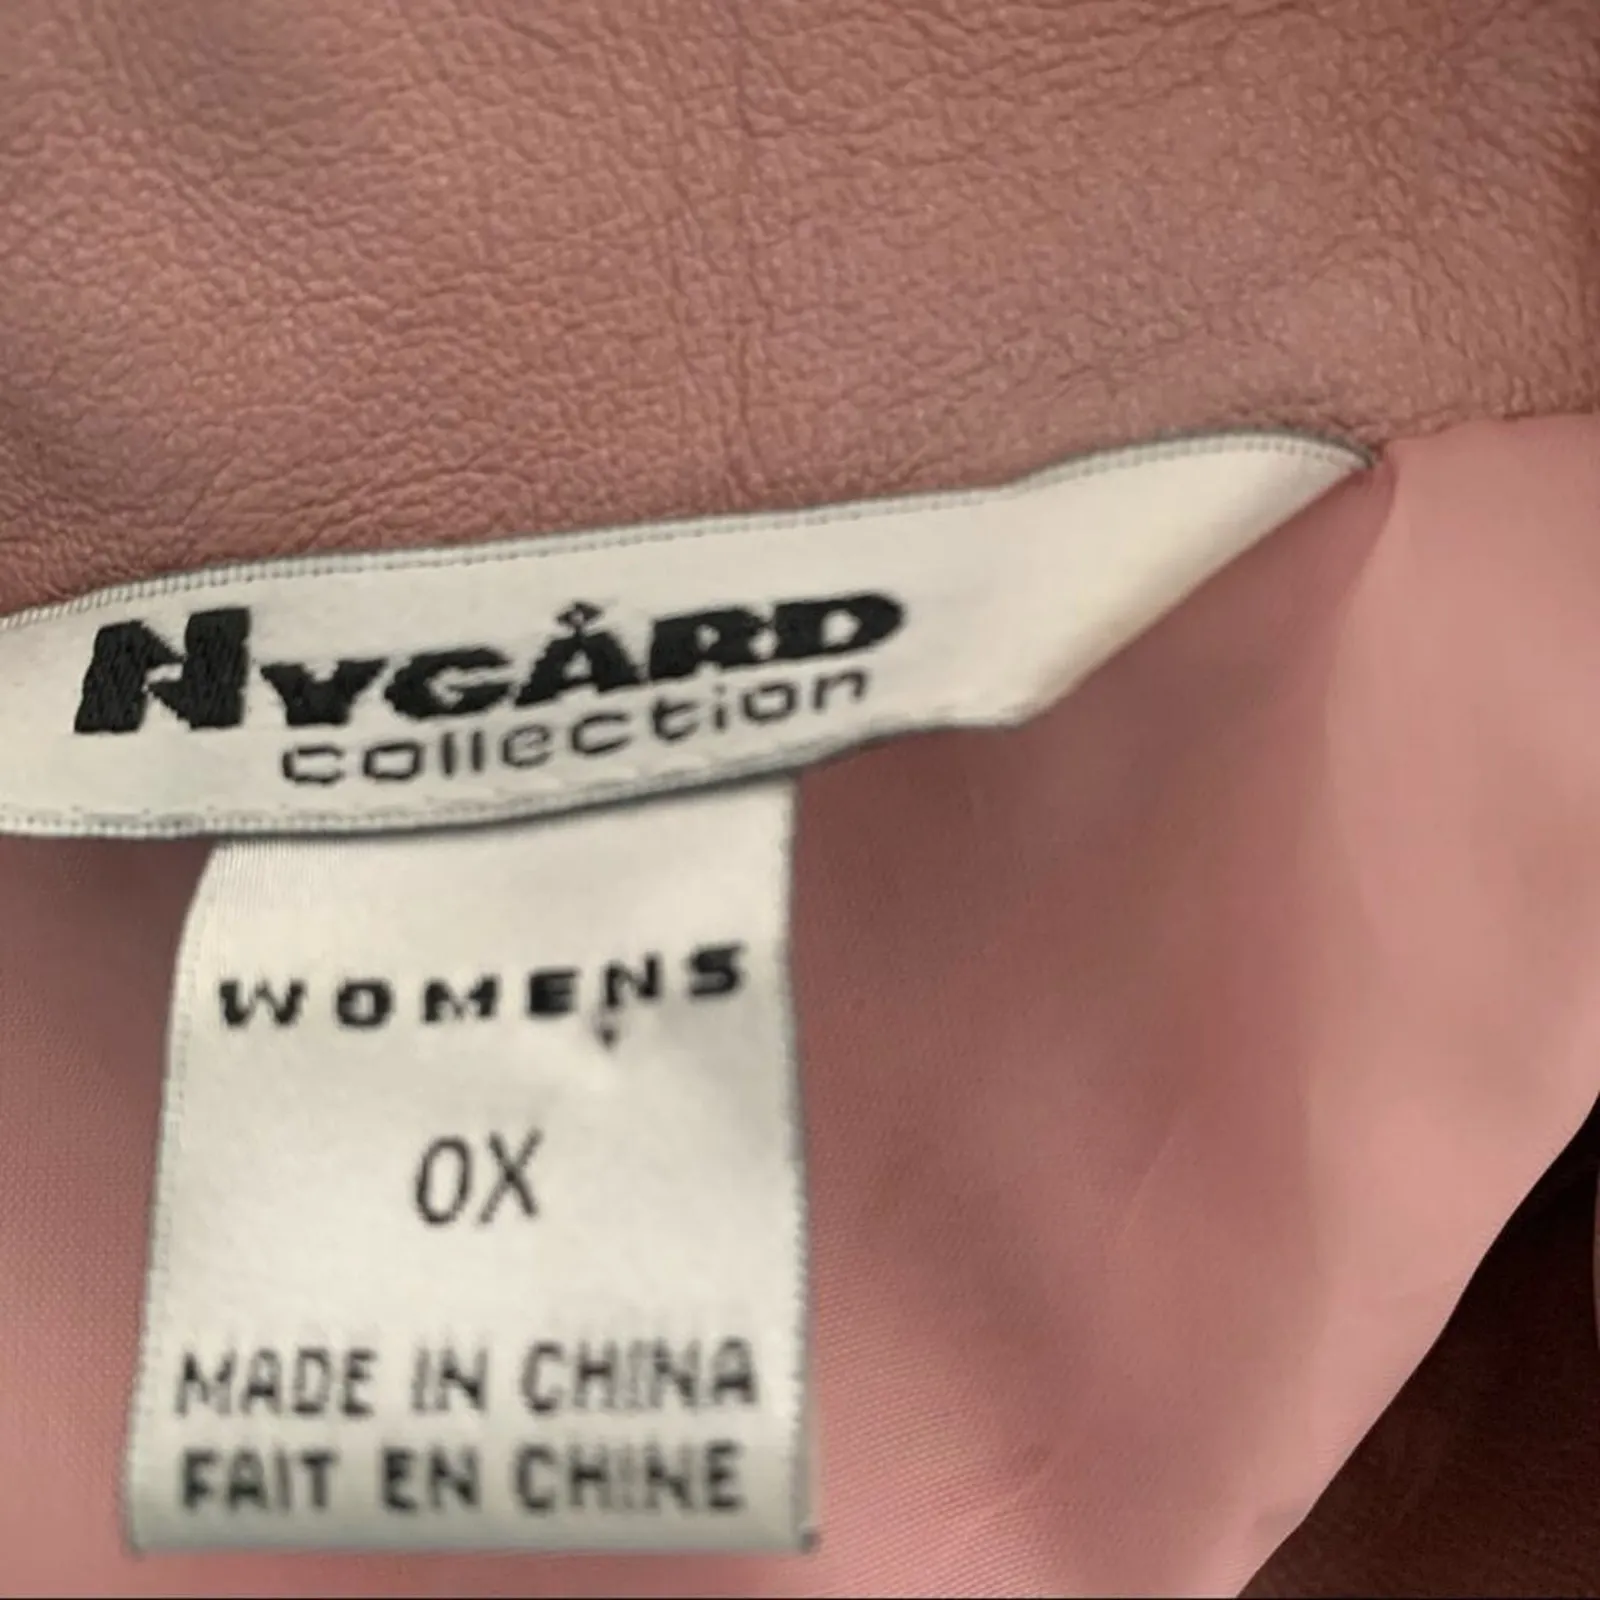 NYGÅRD
collection
WOMENS
0X
MADE IN CHINA
FAIT EN CHINE